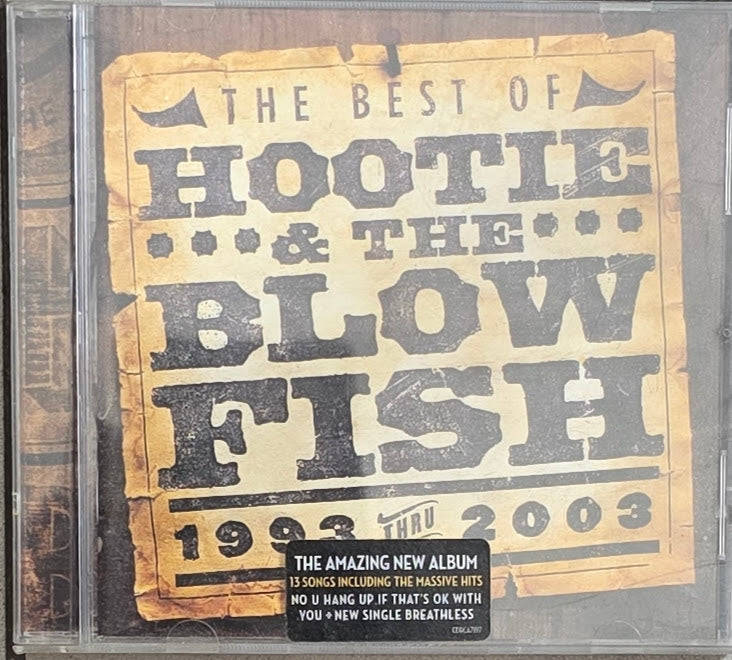 THE BEST OF
HOOTIE
& THE
BLOW
FISH
1993 THRU 2003
THE AMAZING NEW ALBUM
13 SONGS INCLUDING THE MASSIVE HITS
NO U HANG UP.IF THAT'S OK WITH
YOU + NEW SINGLE BREATHLESS